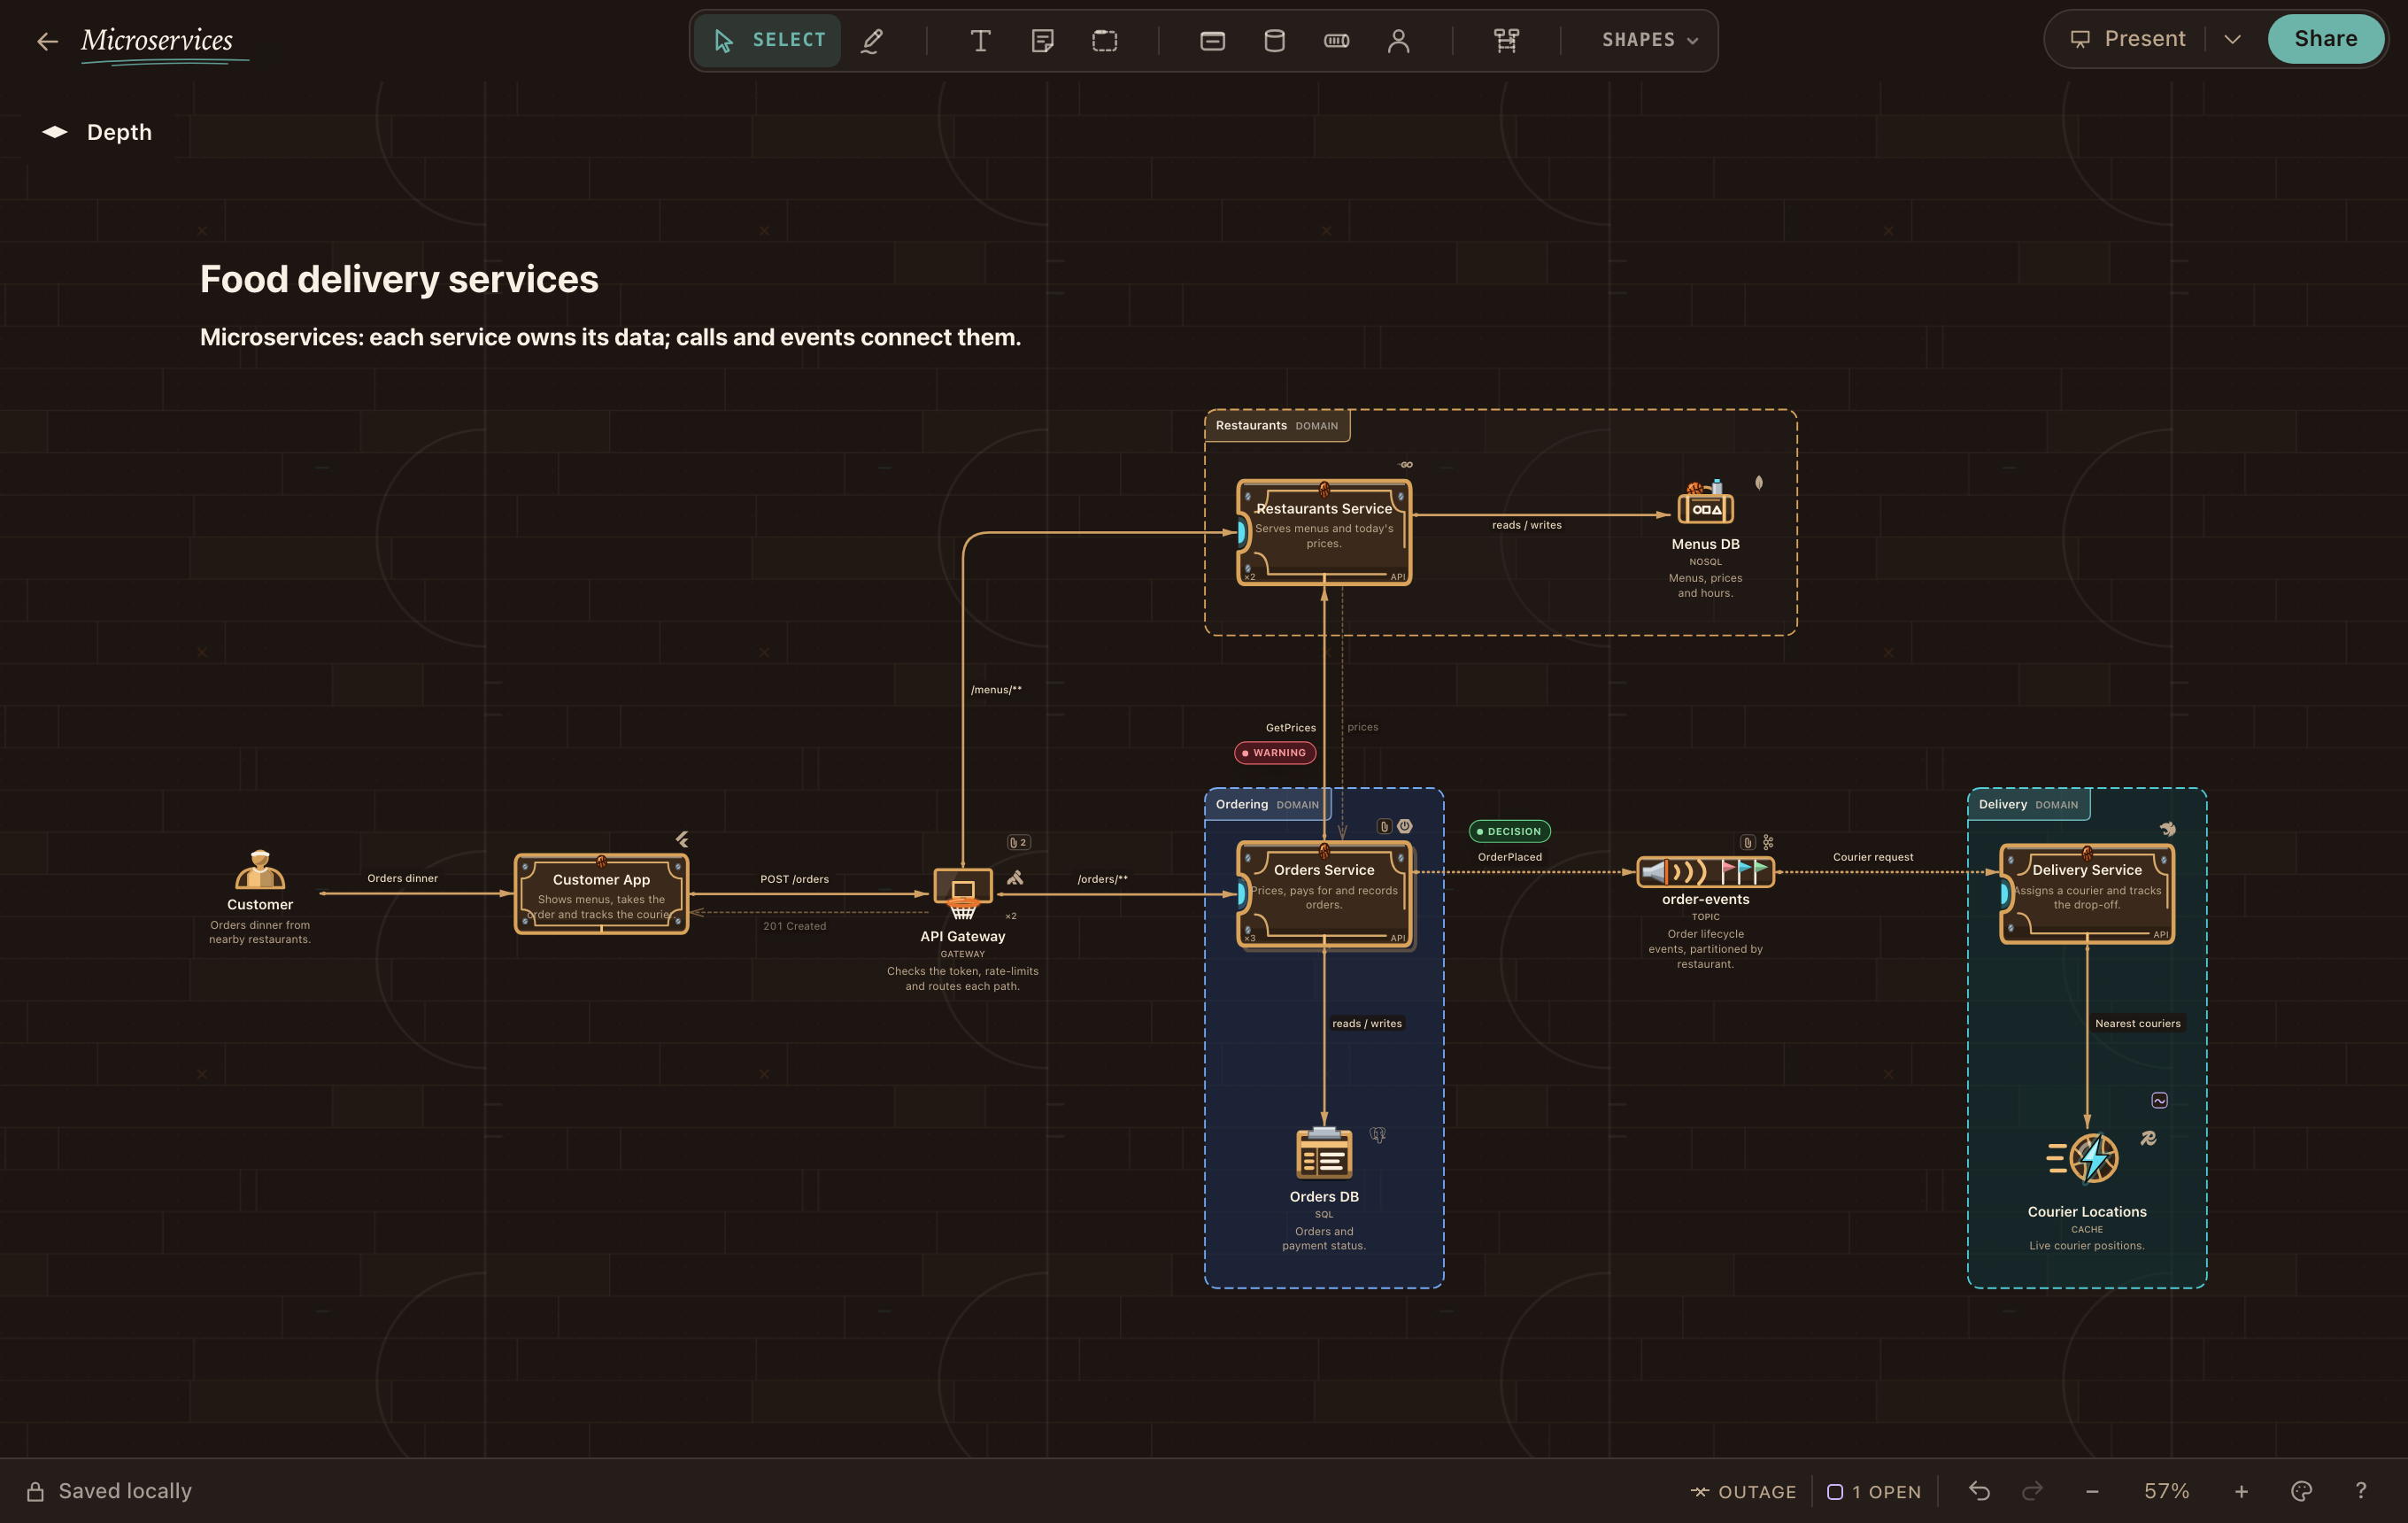 Microservices
SELECT
SHAPES
Present
Share
Depth
Food delivery services
Microservices: each service owns its data; calls and events connect them.
Restaurants DOMAIN
GO
Restaurants Service
Serves menus and today's
prices.
×2
API
reads / writes
Menus DB
NOSQL
Menus, prices
and hours.
/menus/**
GetPrices
prices
WARNING
Ordering DOMAIN
Delivery DOMAIN
DECISION
Customer
Orders dinner from
nearby restaurants.
Orders dinner
Customer App
Shows menus, takes the
order and tracks the courie
POST /orders
201 Created
2
×2
API Gateway
GATEWAY
Checks the token, rate-limits
and routes each path.
/orders/**
Orders Service
Prices, pays for and records
orders.
×3
API
OrderPlaced
order-events
TOPIC
Order lifecycle
events, partitioned by
restaurant.
Courier request
Delivery Service
Assigns a courier and tracks
the drop-off.
API
reads / writes
Nearest couriers
Orders DB
SQL
Orders and
payment status.
Courier Locations
CACHE
Live courier positions.
Saved locally
OUTAGE
1 OPEN
57%
?